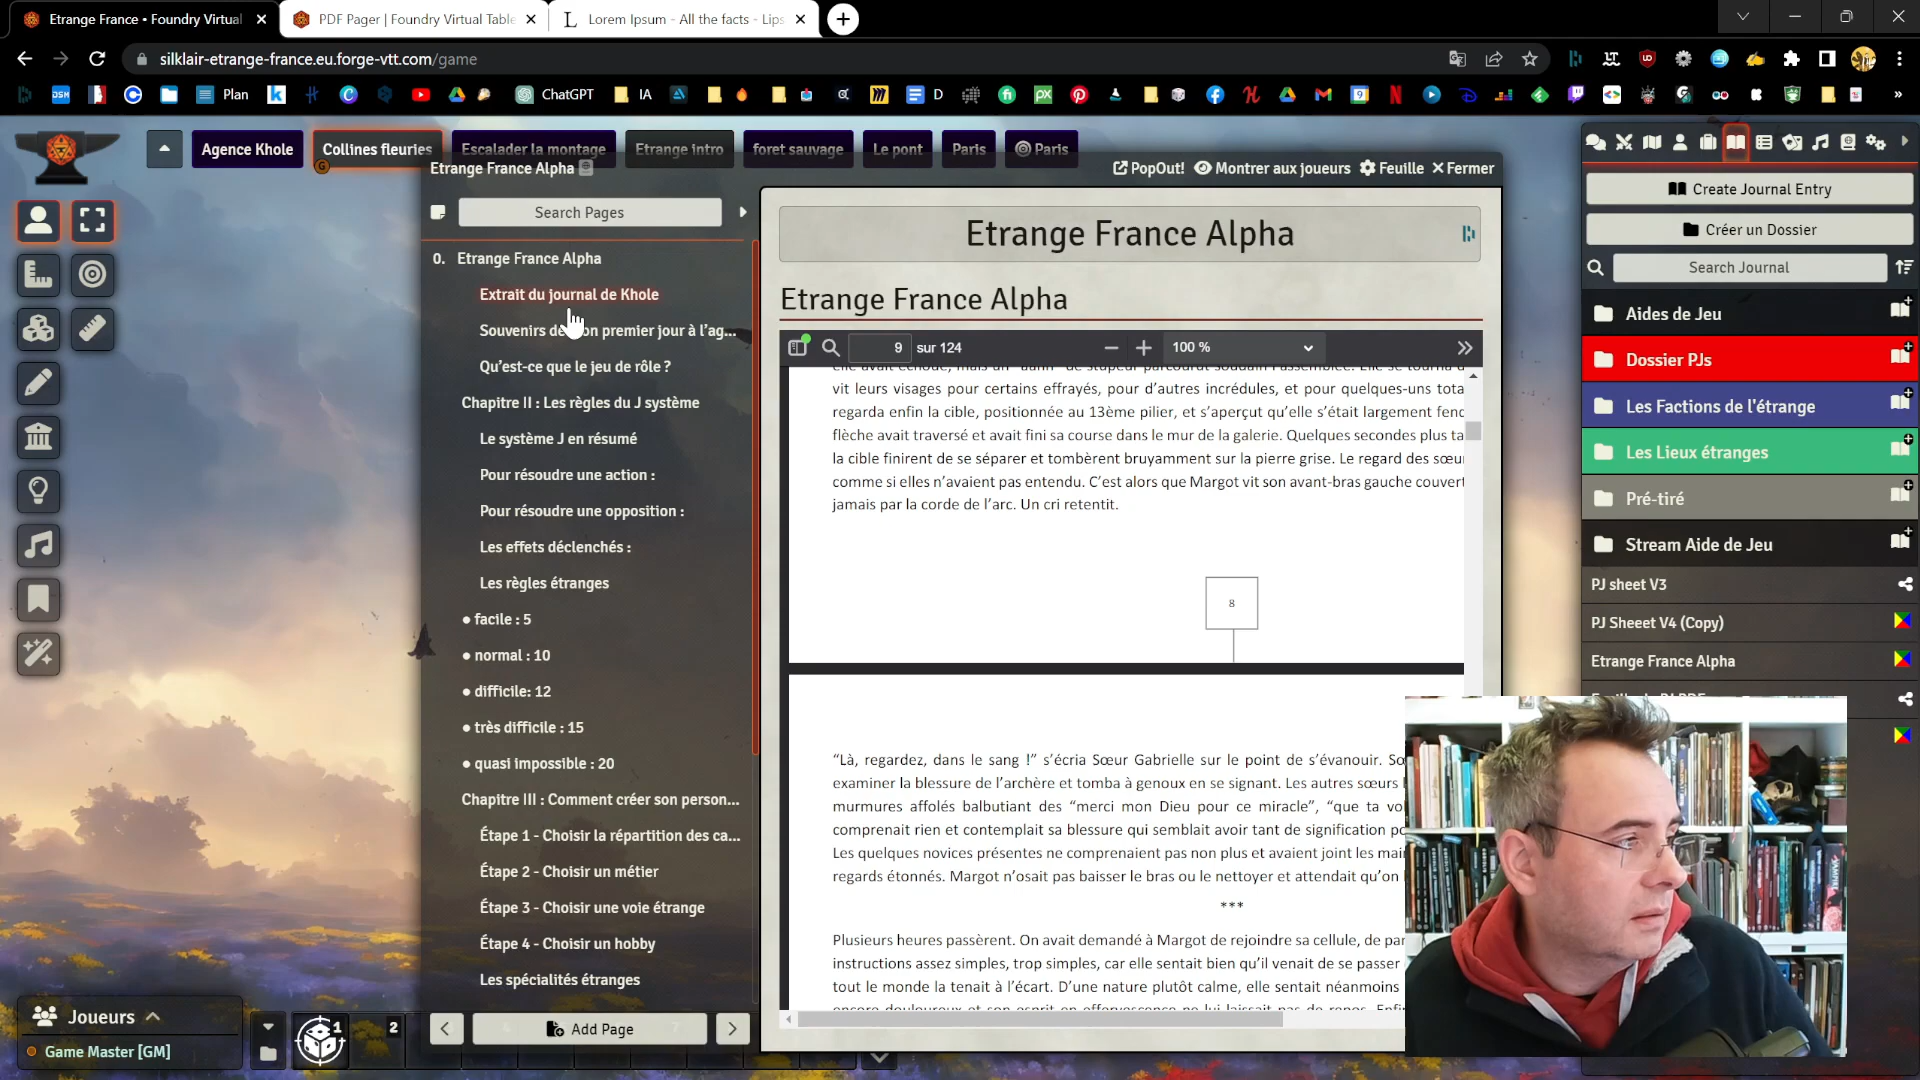 Etrange France • Foundry Virtual
PDF Pager | Foundry Virtual Table
Lorem Ipsum - All the facts - Lips
silklair-etrange-france.eu.forge-vtt.com/game
Plan
ChatGPT
IA
D
Agence Khole
Collines fleuries
Escalader la montage
Etrange intro
foret sauvage
Le pont
Paris
Paris
Etrange France Alpha
PopOut!
Montrer aux joueurs
Feuille
Fermer
Search Pages
0. Etrange France Alpha
Extrait du journal de Khole
Souvenirs de mon premier jour à l'ag...
Qu'est-ce que le jeu de rôle ?
Chapitre II : Les règles du J système
Le système J en résumé
Pour résoudre une action :
Pour résoudre une opposition :
Les effets déclenchés :
Les règles étranges
• facile : 5
• normal : 10
• difficile: 12
• très difficile : 15
• quasi impossible : 20
Chapitre III : Comment créer son person...
Étape 1 - Choisir la répartition des ca...
Étape 2 - Choisir un métier
Étape 3 - Choisir une voie étrange
Étape 4 - Choisir un hobby
Les spécialités étranges
Add Page
Etrange France Alpha
Etrange France Alpha
9 sur 124
100 %
vit leurs visages pour certains effrayés, pour d'autres incrédules, et pour quelques-uns tota
regarda enfin la cible, positionnée au 13ème pilier, et s'aperçut qu'elle s'était largement fend
flèche avait traversé et avait fini sa course dans le mur de la galerie. Quelques secondes plus ta
la cible finirent de se séparer et tombèrent bruyamment sur la pierre grise. Le regard des sœu
comme si elles n'avaient pas entendu. C'est alors que Margot vit son avant-bras gauche couvert
jamais par la corde de l'arc. Un cri retentit.
8
"Là, regardez, dans le sang !" s'écria Sœur Gabrielle sur le point de s'évanouir. So
examiner la blessure de l'archère et tomba à genoux en se signant. Les autres sœurs
murmures affolés balbutiant des "merci mon Dieu pour ce miracle", "que ta vo
comprenait rien et contemplait sa blessure qui semblait avoir tant de signification po
Les quelques novices présentes ne comprenaient pas non plus et avaient joint les mai
regards étonnés. Margot n'osait pas baisser le bras ou le nettoyer et attendait qu'on
***
Plusieurs heures passèrent. On avait demandé à Margot de rejoindre sa cellule, de par
instructions assez simples, trop simples, car elle sentait bien qu'il venait de se passer
tout le monde la tenait à l'écart. D'une nature plutôt calme, elle sentait néanmoins
Create Journal Entry
Créer un Dossier
Search Journal
Aides de Jeu
Dossier PJs
Les Factions de l'étrange
Les Lieux étranges
Pré-tiré
Stream Aide de Jeu
PJ sheet V3
PJ Sheeet V4 (Copy)
Etrange France Alpha
Joueurs
Game Master [GM]
1
2